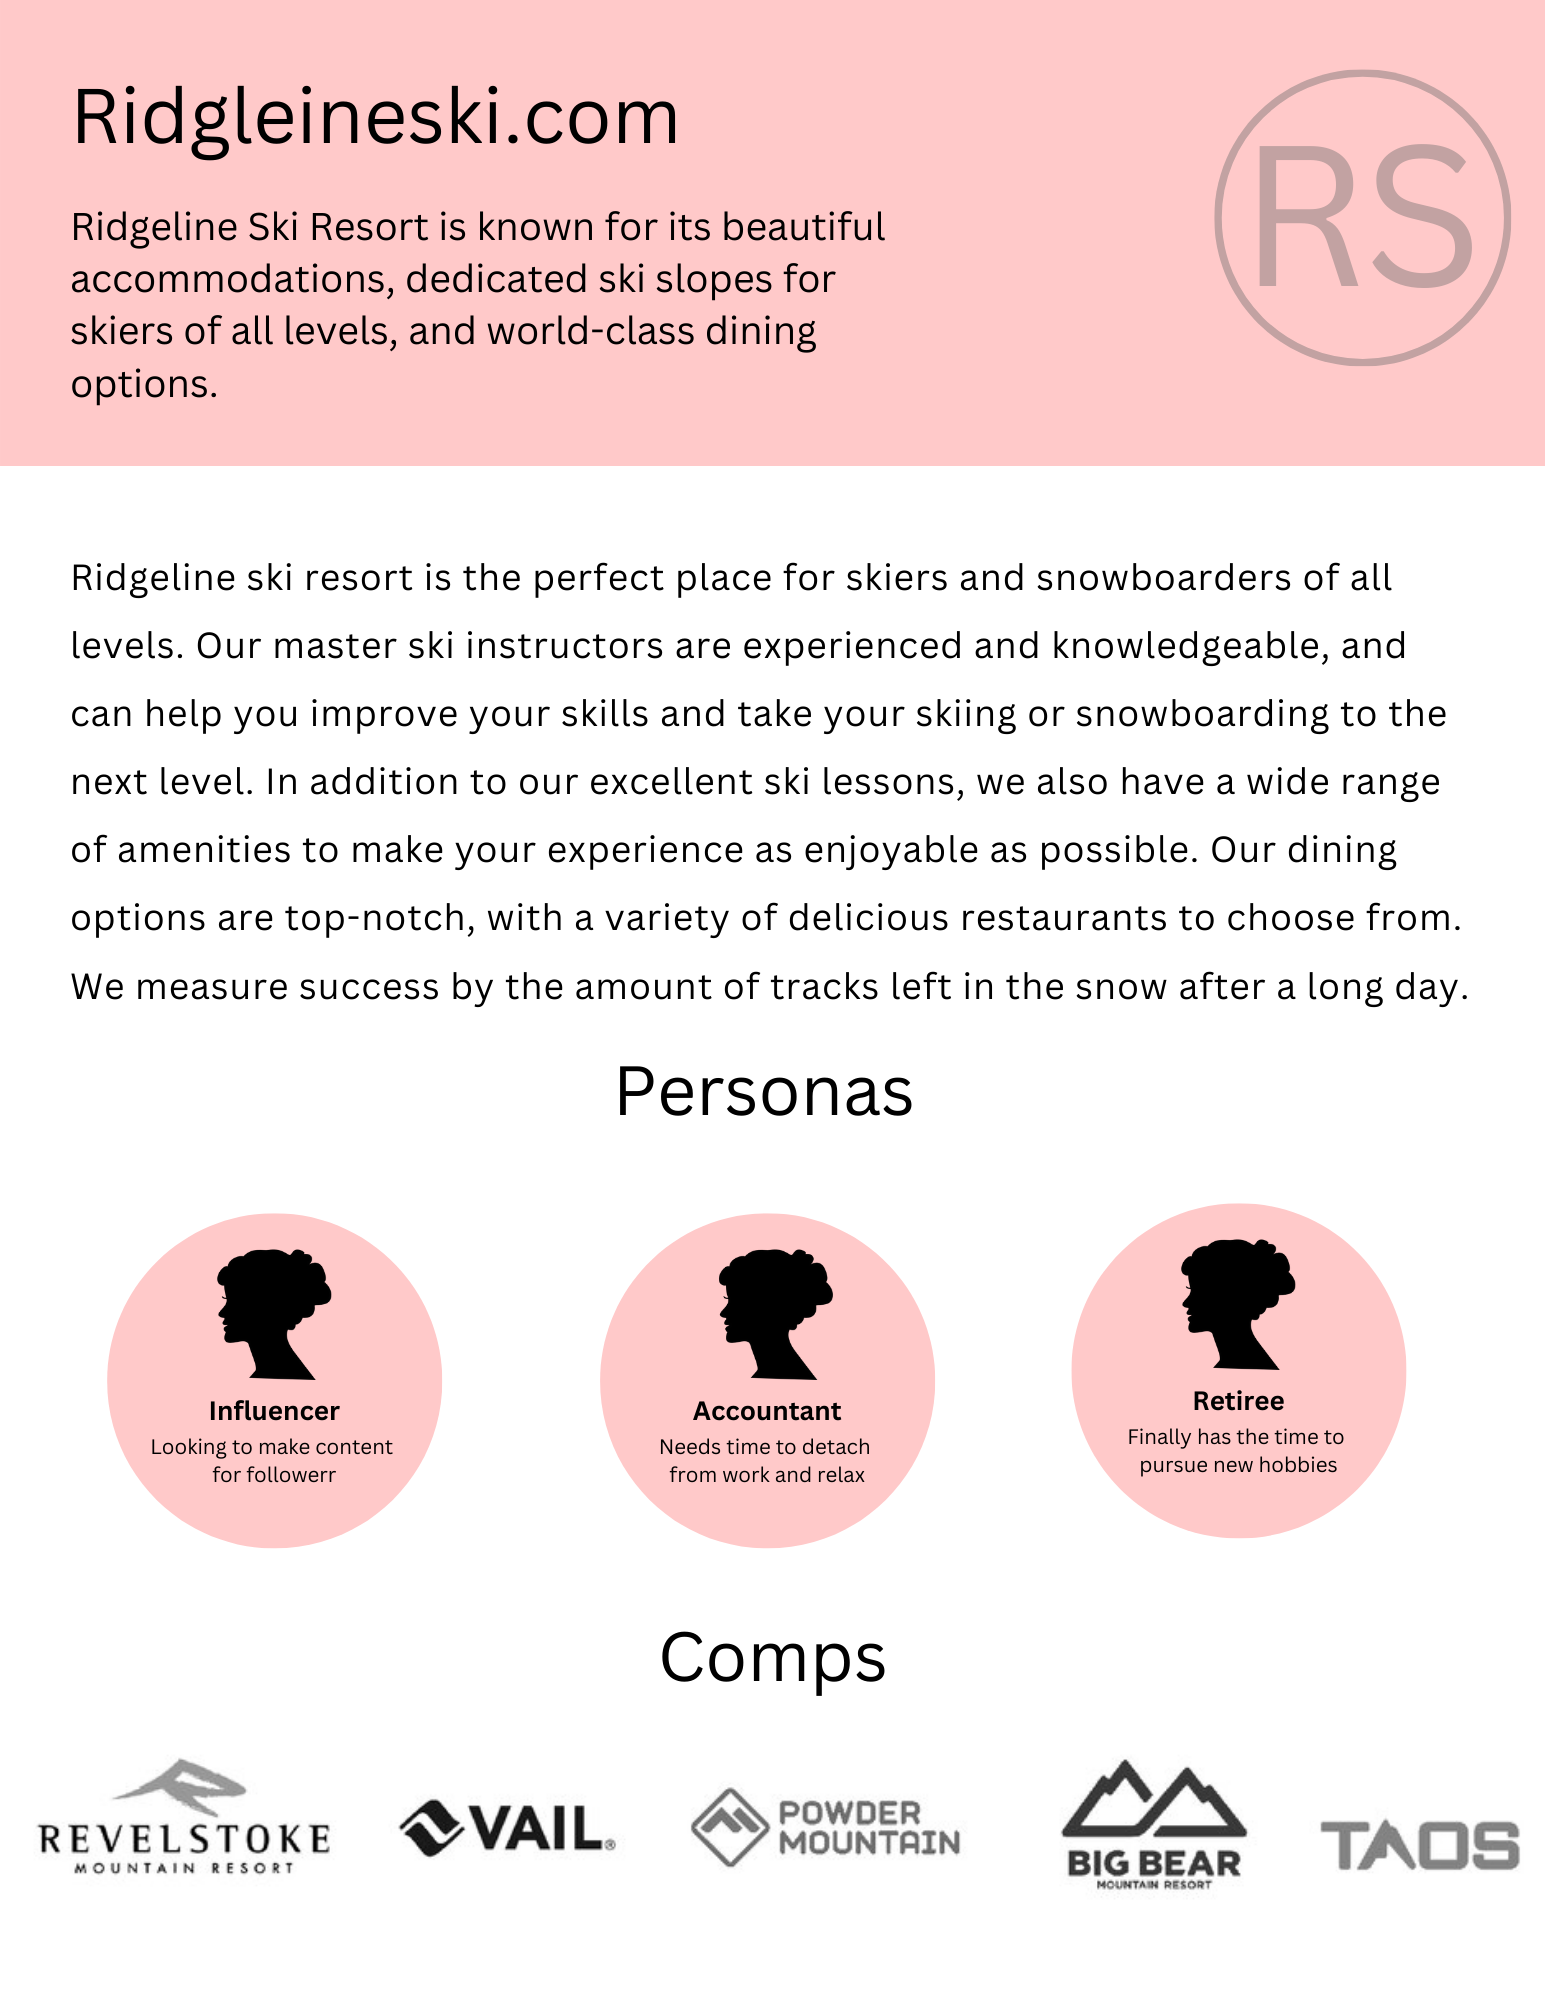 Ridgleineski.com
RS
Ridgeline Ski Resort is known for its beautiful
accommodations, dedicated ski slopes for
skiers of all levels, and world-class dining
options.
Ridgeline ski resort is the perfect place for skiers and snowboarders of all
levels. Our master ski instructors are experienced and knowledgeable, and
can help you improve your skills and take your skiing or snowboarding to the
next level. In addition to our excellent ski lessons, we also have a wide range
of amenities to make your experience as enjoyable as possible. Our dining
options are top-notch, with a variety of delicious restaurants to choose from.
We measure success by the amount of tracks left in the snow after a long day.
Personas
Influencer
Looking to make content
for followerr
Accountant
Needs time to detach
from work and relax
Retiree
Finally has the time to
pursue new hobbies
Comps
REVELSTOKE
MOUNTAIN RESORT
VAIL®
POWDER
MOUNTAIN
BIG BEAR
MOUNTAIN RESORT
TAOS